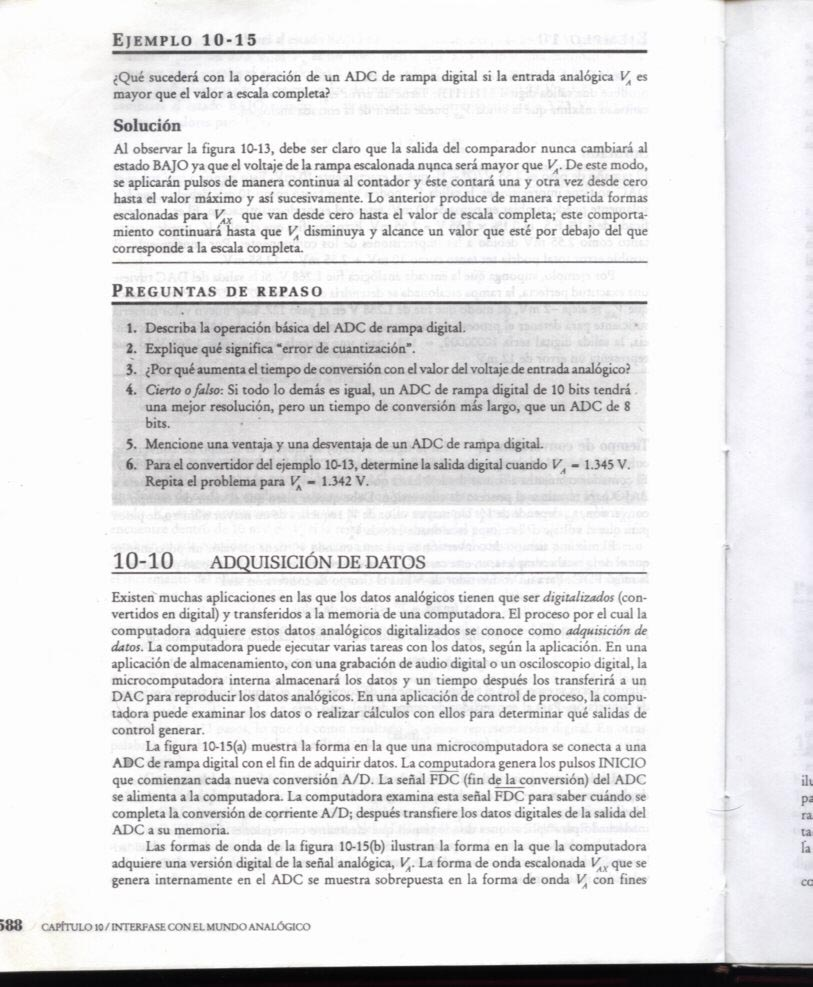 EJEMPLO 10-15
¿Qué sucederá con la operación de un ADC de rampa digital si la entrada analógica VA es
mayor que el valor a escala completa?
Solución
Al observar la figura 10-13, debe ser claro que la salida del comparador nunca cambiará al
estado BAJO ya que el voltaje de la rampa escalonada nunca será mayor que VA. De este modo,
se aplicarán pulsos de manera continua al contador y éste contará una y otra vez desde cero
hasta el valor máximo y así sucesivamente. Lo anterior produce de manera repetida formas
escalonadas para VAX que van desde cero hasta el valor de escala completa; este comporta-
miento continuará hasta que VA disminuya y alcance un valor que esté por debajo del que
corresponde a la escala completa.
PREGUNTAS DE REPASO
1. Describa la operación básica del ADC de rampa digital.
2. Explique qué significa "error de cuantización".
3. ¿Por qué aumenta el tiempo de conversión con el valor del voltaje de entrada analógico?
4. Cierto o falso: Si todo lo demás es igual, un ADC de rampa digital de 10 bits tendrá
una mejor resolución, pero un tiempo de conversión más largo, que un ADC de 8
bits.
5. Mencione una ventaja y una desventaja de un ADC de rampa digital.
6. Para el convertidor del ejemplo 10-13, determine la salida digital cuando VA = 1.345 V.
Repita el problema para VA = 1.342 V.
10-10 ADQUISICIÓN DE DATOS
Existen muchas aplicaciones en las que los datos analógicos tienen que ser digitalizados (con-
vertidos en digital) y transferidos a la memoria de una computadora. El proceso por el cual la
computadora adquiere estos datos analógicos digitalizados se conoce como adquisición de
datos. La computadora puede ejecutar varias tareas con los datos, según la aplicación. En una
aplicación de almacenamiento, con una grabación de audio digital o un osciloscopio digital, la
microcomputadora interna almacenará los datos y un tiempo después los transferirá a un
DAC para reproducir los datos analógicos. En una aplicación de control de proceso, la compu-
tadora puede examinar los datos o realizar cálculos con ellos para determinar qué salidas de
control generar.
La figura 10-15(a) muestra la forma en la que una microcomputadora se conecta a una
ADC de rampa digital con el fin de adquirir datos. La computadora genera los pulsos INICIO
que comienzan cada nueva conversión A/D. La señal FDC (fin de la conversión) del ADC
se alimenta a la computadora. La computadora examina esta señal FDC para saber cuándo se
completa la conversión de corriente A/D; después transfiere los datos digitales de la salida del
ADC a su memoria.
Las formas de onda de la figura 10-15(b) ilustran la forma en la que la computadora
adquiere una versión digital de la señal analógica, VA. La forma de onda escalonada VAX que se
genera internamente en el ADC se muestra sobrepuesta en la forma de onda VA con fines
588 CAPÍTULO 10 / INTERFASE CON EL MUNDO ANALÓGICO